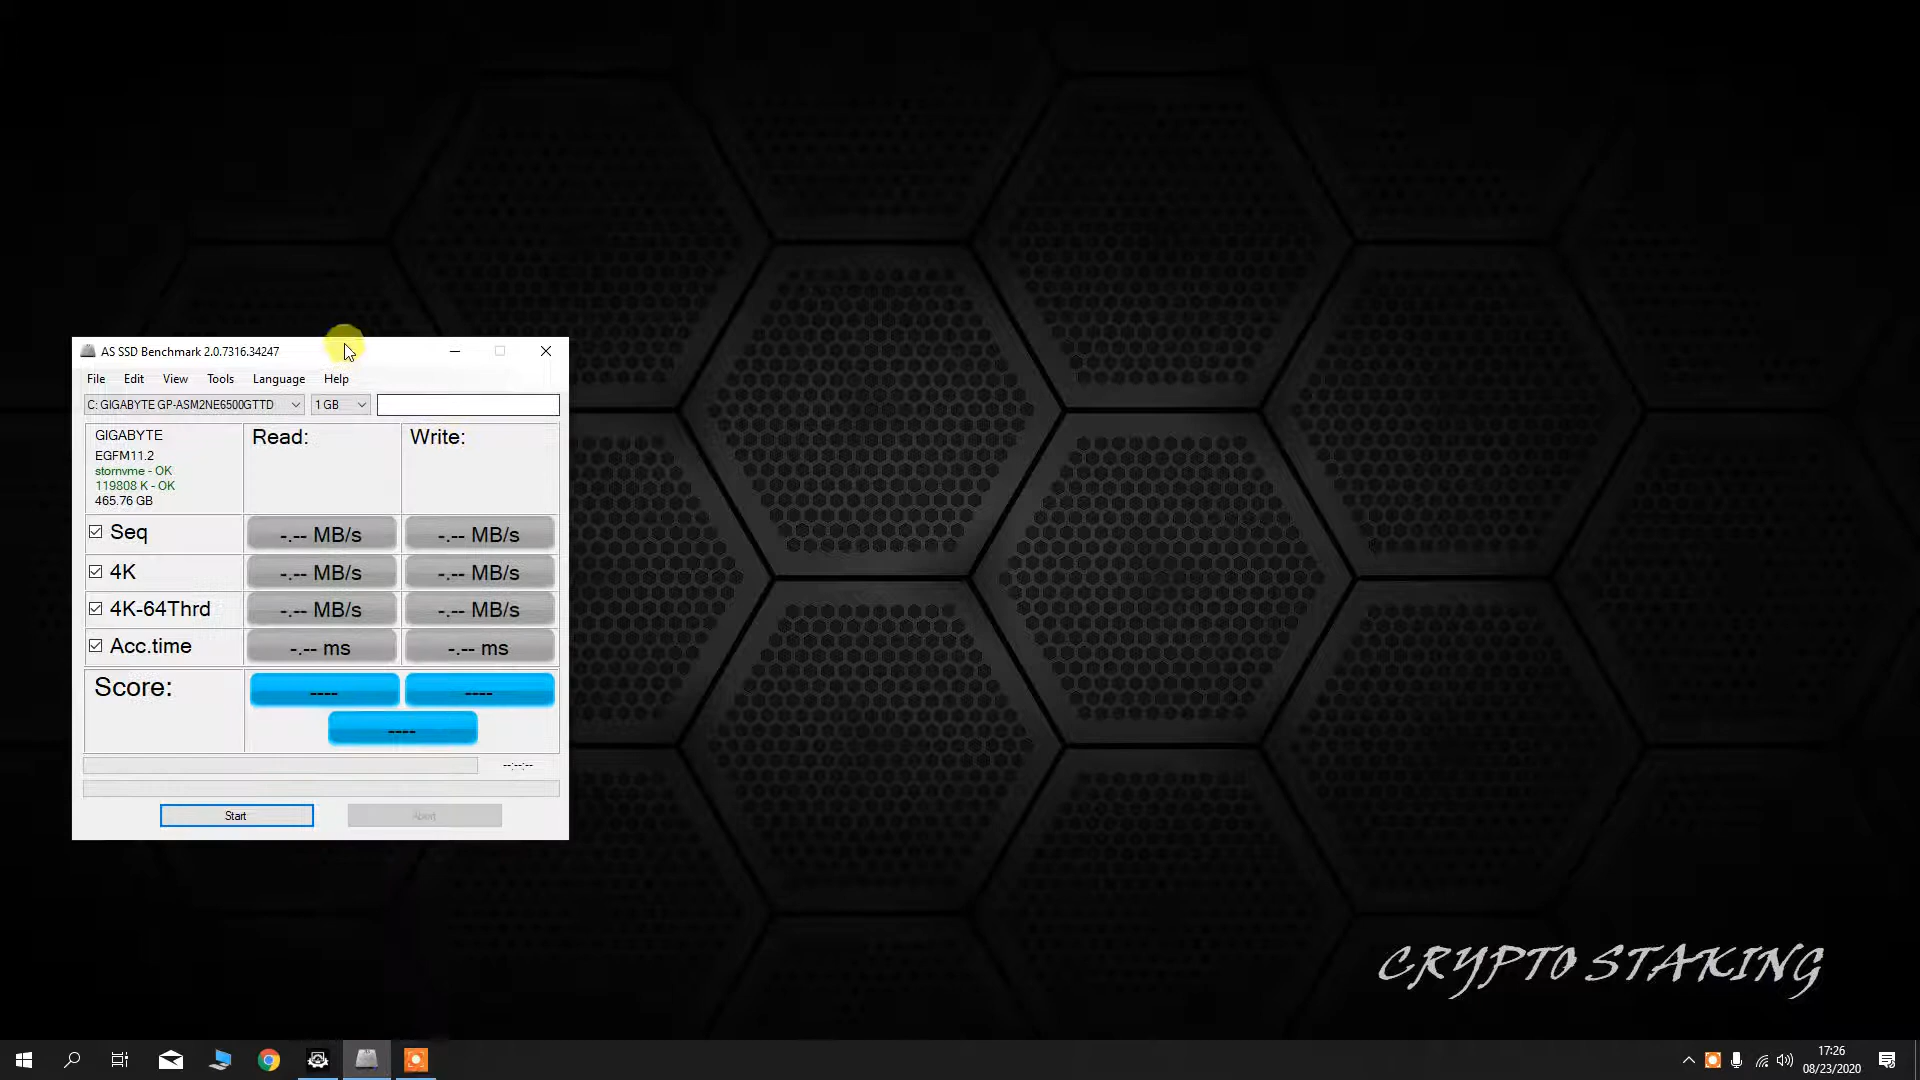 AS SSD Benchmark 2.0.7316.34247
File Edit View Tools Language Help
C: GIGABYTE GP-ASM2NE6500GTTD 1 GB
GIGABYTE
EGFM11.2
stornvme - OK
119808 K - OK
465.76 GB
Read: Write:
Seq -.-- MB/s -.-- MB/s
4K -.-- MB/s -.-- MB/s
4K-64Thrd -.-- MB/s -.-- MB/s
Acc.time -.-- ms -.-- ms
Score: ---- ----
----
--:--:--
Start Abort
CRYPTO STAKING
17:26
08/23/2020